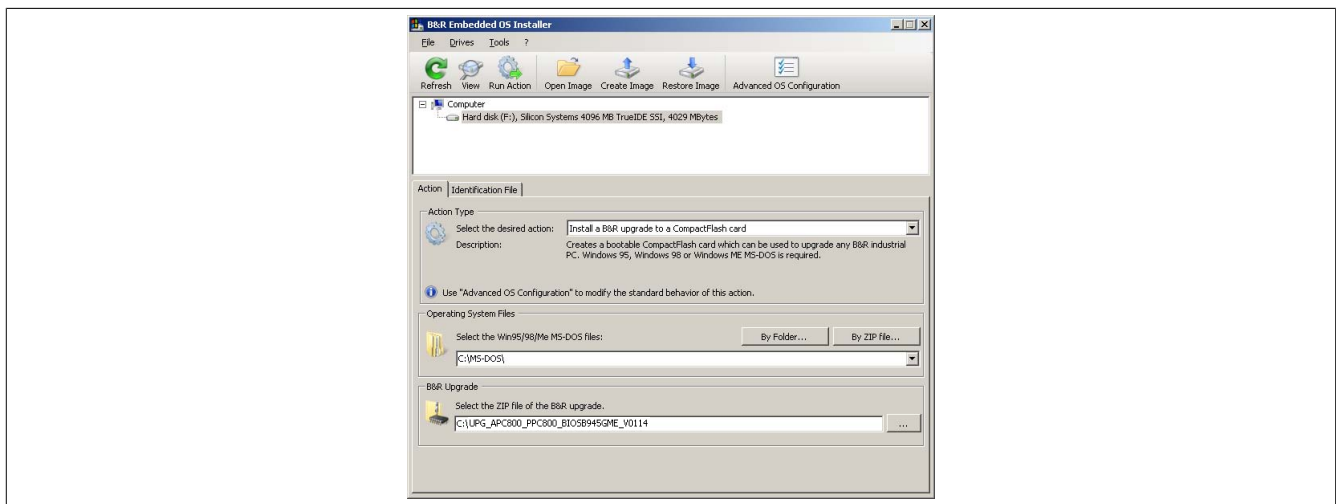 B&R Embedded OS Installer
File Drives Tools ?
Refresh View Run Action Open Image Create Image Restore Image Advanced OS Configuration
Computer
Hard disk (F:), Silicon Systems 4096 MB TrueIDE SSI, 4029 MBytes
Action Identification File
Action Type
Select the desired action: Install a B&R upgrade to a CompactFlash card
Description: Creates a bootable CompactFlash card which can be used to upgrade any B&R industrial
PC. Windows 95, Windows 98 or Windows ME MS-DOS is required.
Use "Advanced OS Configuration" to modify the standard behavior of this action.
Operating System Files
Select the Win95/98/Me MS-DOS files: By Folder... By ZIP file...
C:\MS-DOS\
B&R Upgrade
Select the ZIP file of the B&R upgrade.
C:\UPG_APC800_PPC800_BIOSB945GME_V0114 ...